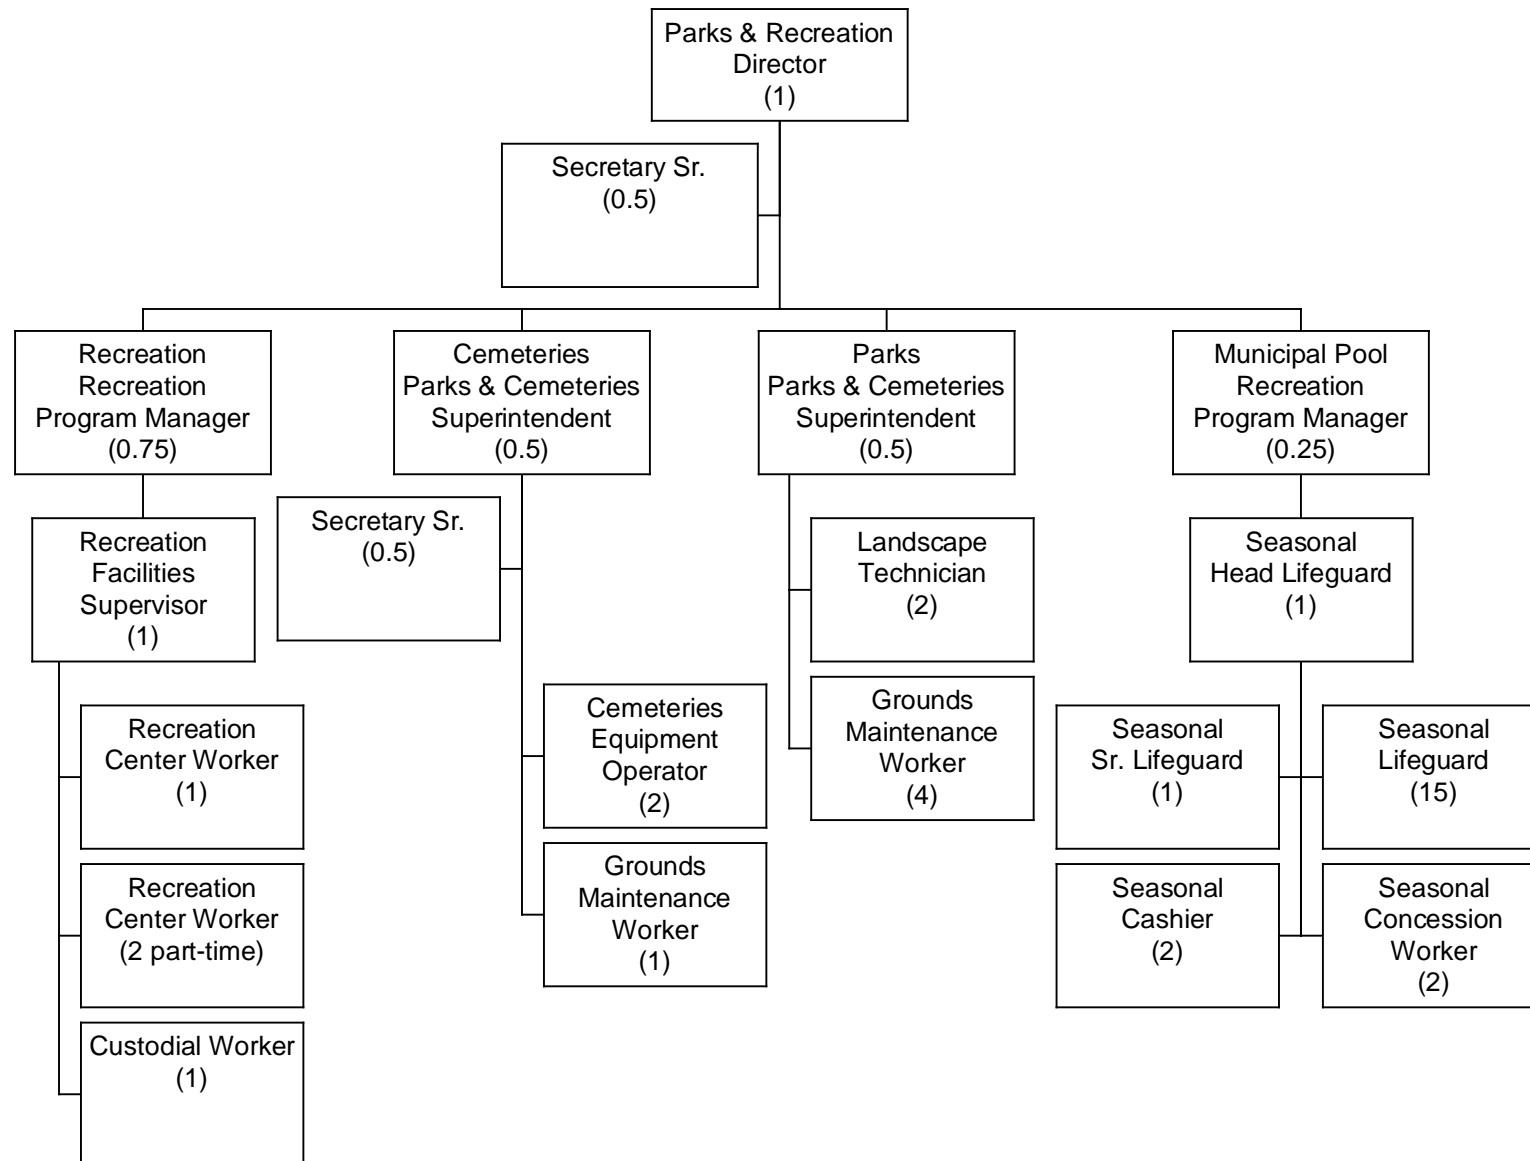 Parks & Recreation
Director
(1)
Secretary Sr.
(0.5)
Recreation
Recreation
Program Manager
(0.75)
Cemeteries
Parks & Cemeteries
Superintendent
(0.5)
Parks
Parks & Cemeteries
Superintendent
(0.5)
Municipal Pool
Recreation
Program Manager
(0.25)
Recreation
Facilities
Supervisor
(1)
Secretary Sr.
(0.5)
Landscape
Technician
(2)
Seasonal
Head Lifeguard
(1)
Recreation
Center Worker
(1)
Cemeteries
Equipment
Operator
(2)
Grounds
Maintenance
Worker
(4)
Seasonal
Sr. Lifeguard
(1)
Seasonal
Lifeguard
(15)
Recreation
Center Worker
(2 part-time)
Grounds
Maintenance
Worker
(1)
Seasonal
Cashier
(2)
Seasonal
Concession
Worker
(2)
Custodial Worker
(1)